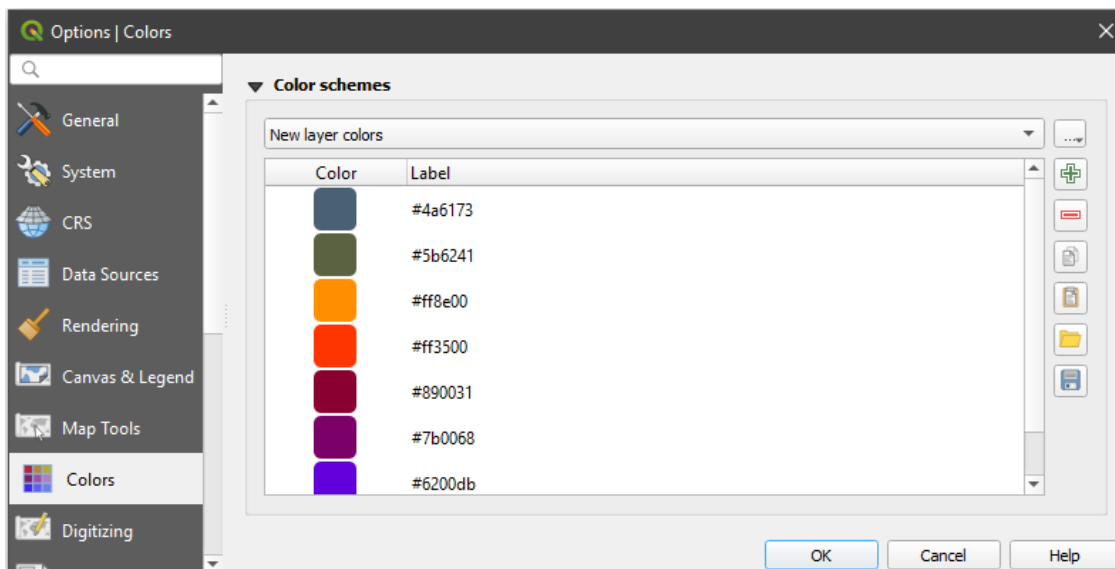 Options | Colors
General
System
CRS
Data Sources
Rendering
Canvas & Legend
Map Tools
Colors
Digitizing
Color schemes
New layer colors
...
Color Label
#4a6173
#5b6241
#ff8e00
#ff3500
#890031
#7b0068
#6200db
OK Cancel Help